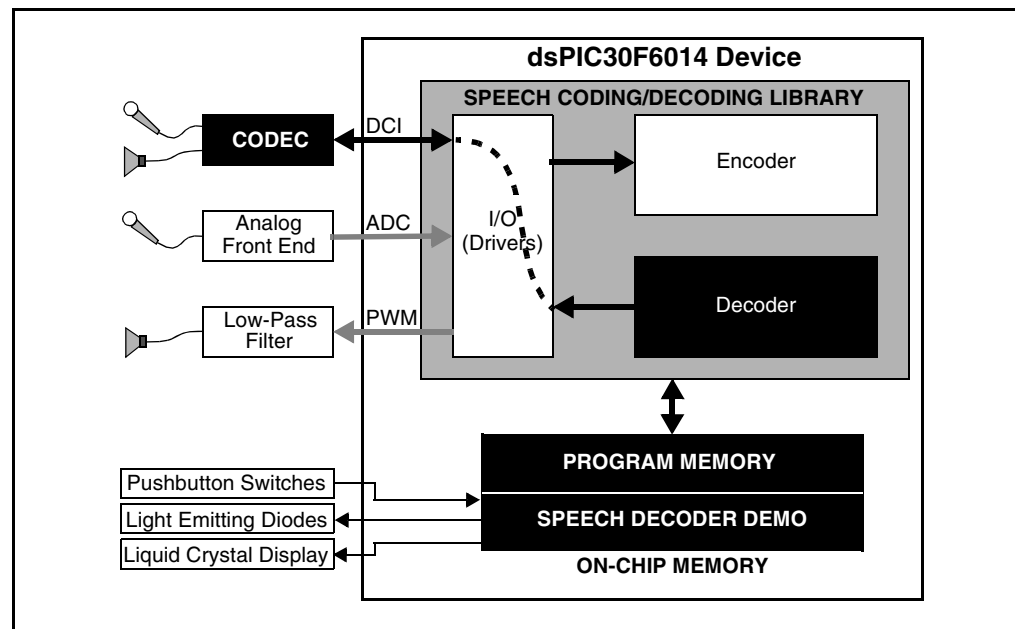 dsPIC30F6014 Device
SPEECH CODING/DECODING LIBRARY
CODEC
DCI
Encoder
Analog
Front End
ADC
I/O
(Drivers)
Low-Pass
Filter
PWM
Decoder
PROGRAM MEMORY
Pushbutton Switches
Light Emitting Diodes
SPEECH DECODER DEMO
Liquid Crystal Display
ON-CHIP MEMORY